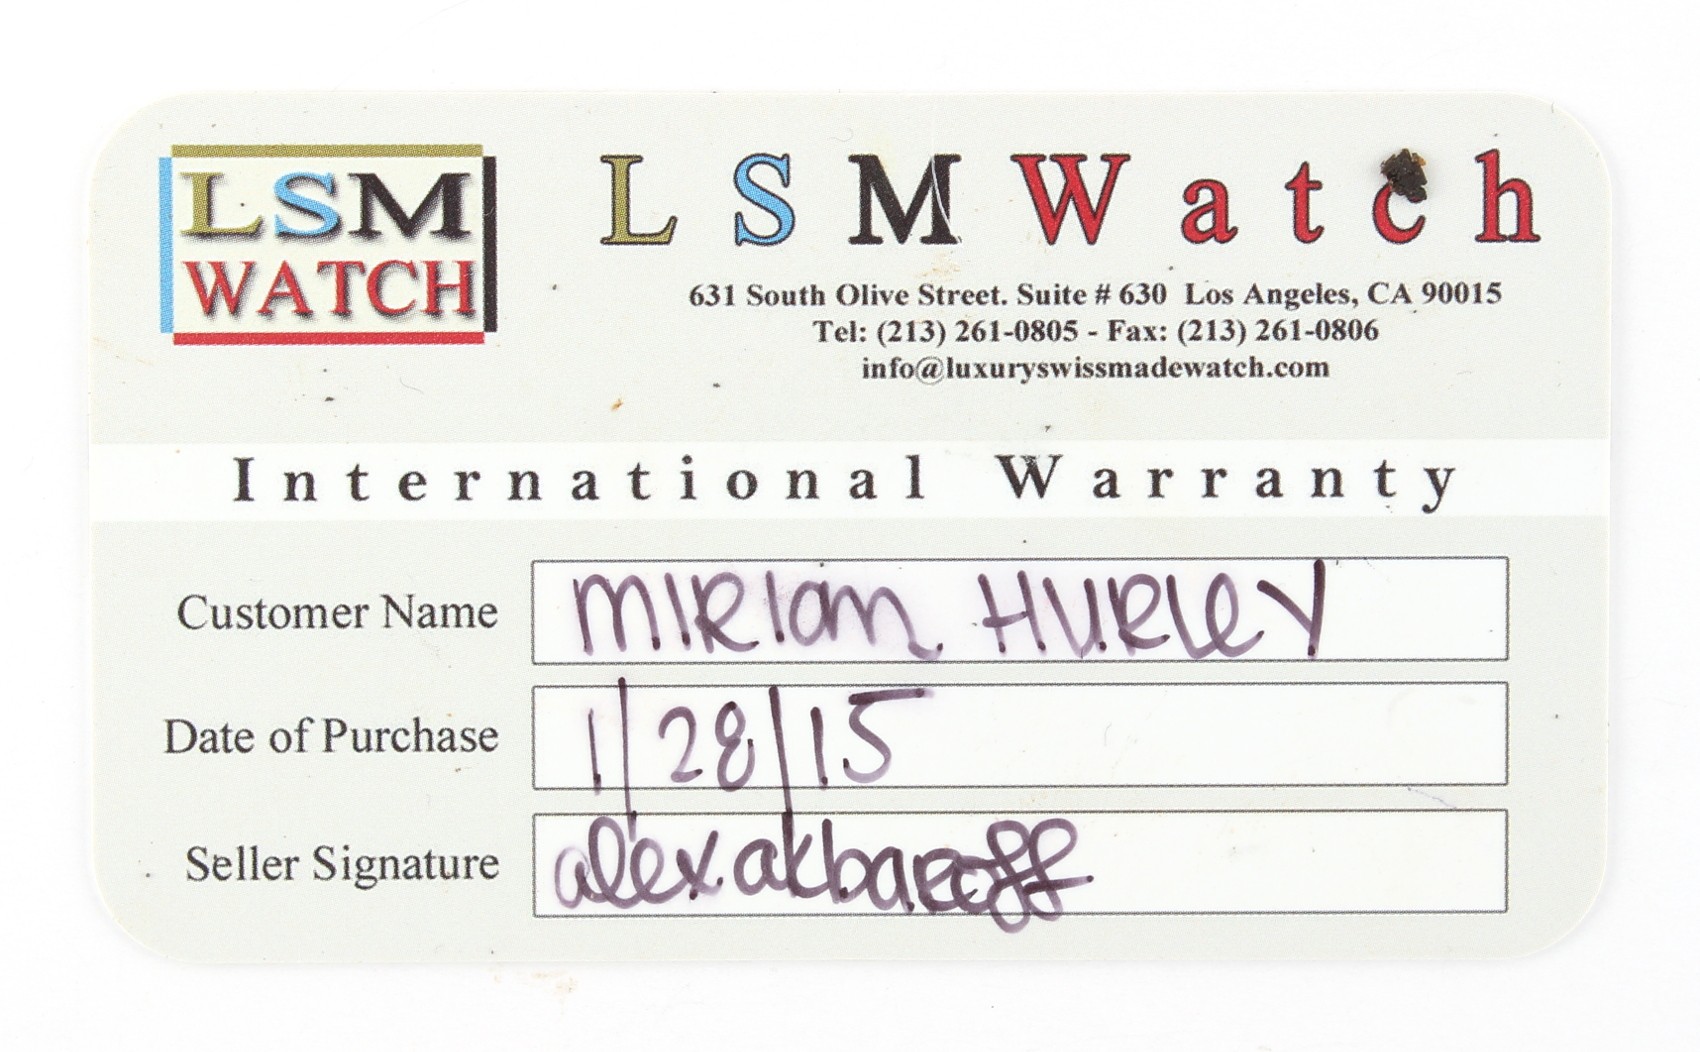 LSM
WATCH
LSM Watch
631 South Olive Street. Suite # 630 Los Angeles, CA 90015
Tel: (213) 261-0805 - Fax: (213) 261-0806
info@luxuryswissmadewatch.com
International Warranty
Customer Name MIRIam HURleY
Date of Purchase 1/28/15
Seller Signature alex akbaroff